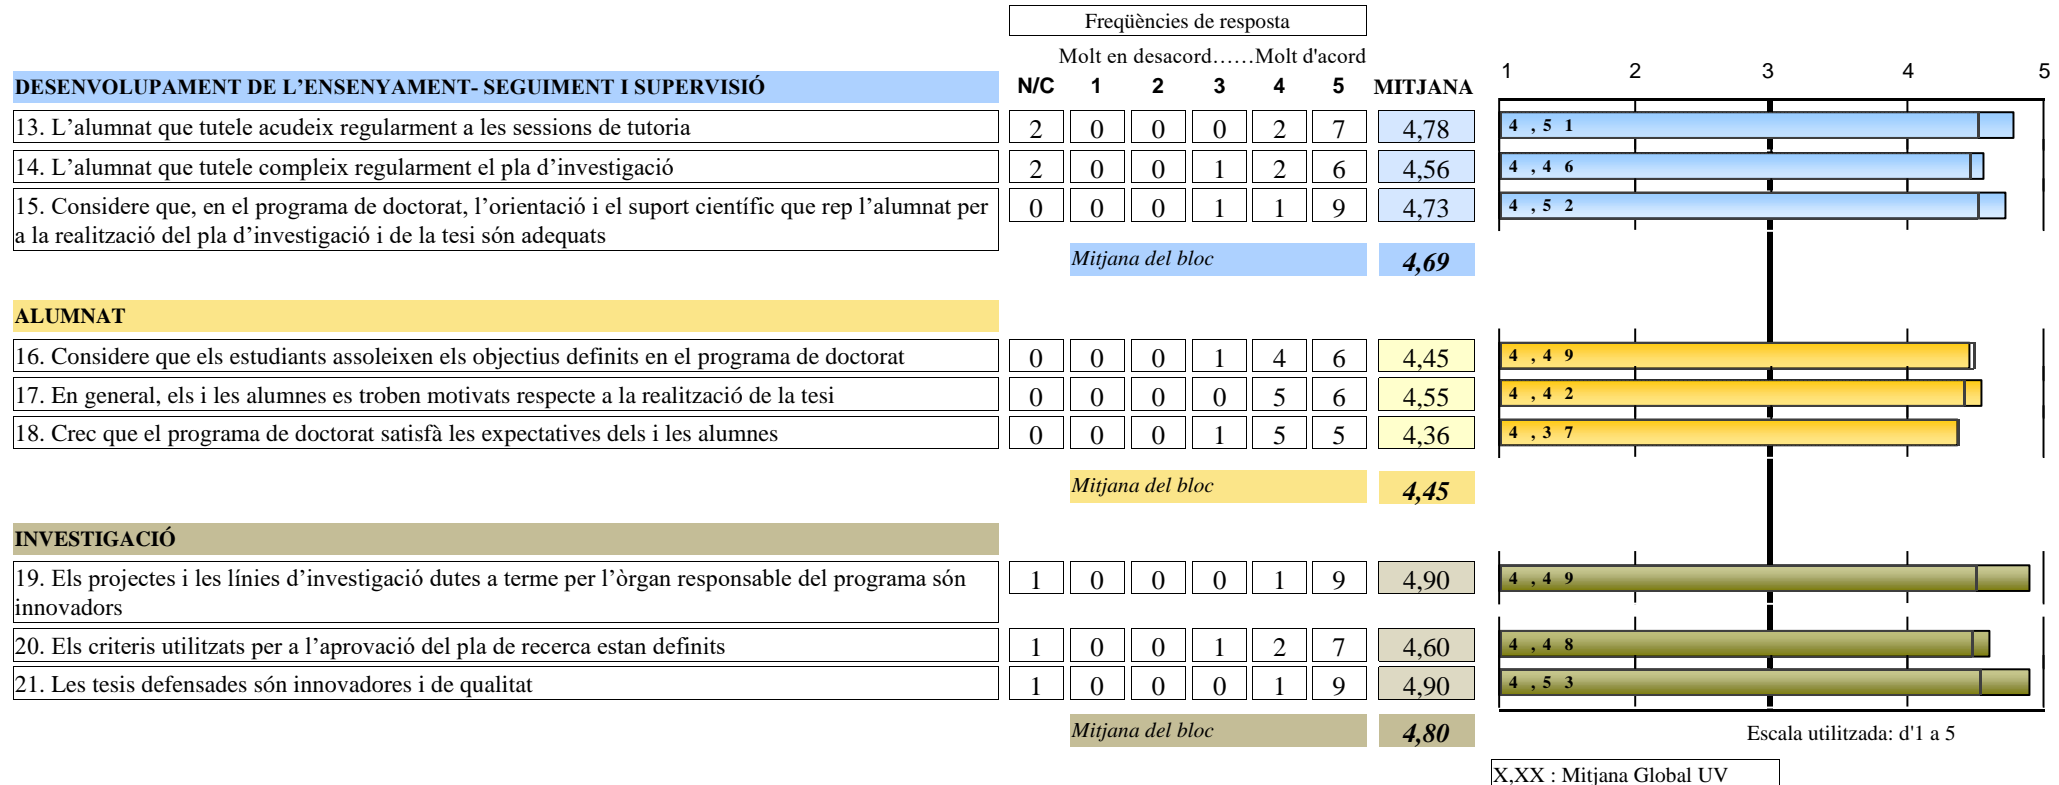 Freqüències de resposta
Molt en desacord……Molt d'acord
DESENVOLUPAMENT DE L’ENSENYAMENT- SEGUIMENT I SUPERVISIÓ N/C 1 2 3 4 5 MITJANA 1 2 3 4 5
13. L’alumnat que tutele acudeix regularment a les sessions de tutoria 2 0 0 0 2 7 4,78 4,51
14. L’alumnat que tutele compleix regularment el pla d’investigació 2 0 0 1 2 6 4,56 4,46
15. Considere que, en el programa de doctorat, l’orientació i el suport científic que rep l’alumnat per 0 0 0 1 1 9 4,73 4,52
a la realització del pla d’investigació i de la tesi són adequats
Mitjana del bloc 4,69
ALUMNAT
16. Considere que els estudiants assoleixen els objectius definits en el programa de doctorat 0 0 0 1 4 6 4,45 4,49
17. En general, els i les alumnes es troben motivats respecte a la realització de la tesi 0 0 0 0 5 6 4,55 4,42
18. Crec que el programa de doctorat satisfà les expectatives dels i les alumnes 0 0 0 1 5 5 4,36 4,37
Mitjana del bloc 4,45
INVESTIGACIÓ
19. Els projectes i les línies d’investigació dutes a terme per l’òrgan responsable del programa són 1 0 0 0 1 9 4,90 4,49
innovadors
20. Els criteris utilitzats per a l’aprovació del pla de recerca estan definits 1 0 0 1 2 7 4,60 4,48
21. Les tesis defensades són innovadores i de qualitat 1 0 0 0 1 9 4,90 4,53
Mitjana del bloc 4,80 Escala utilitzada: d'1 a 5
X,XX : Mitjana Global UV